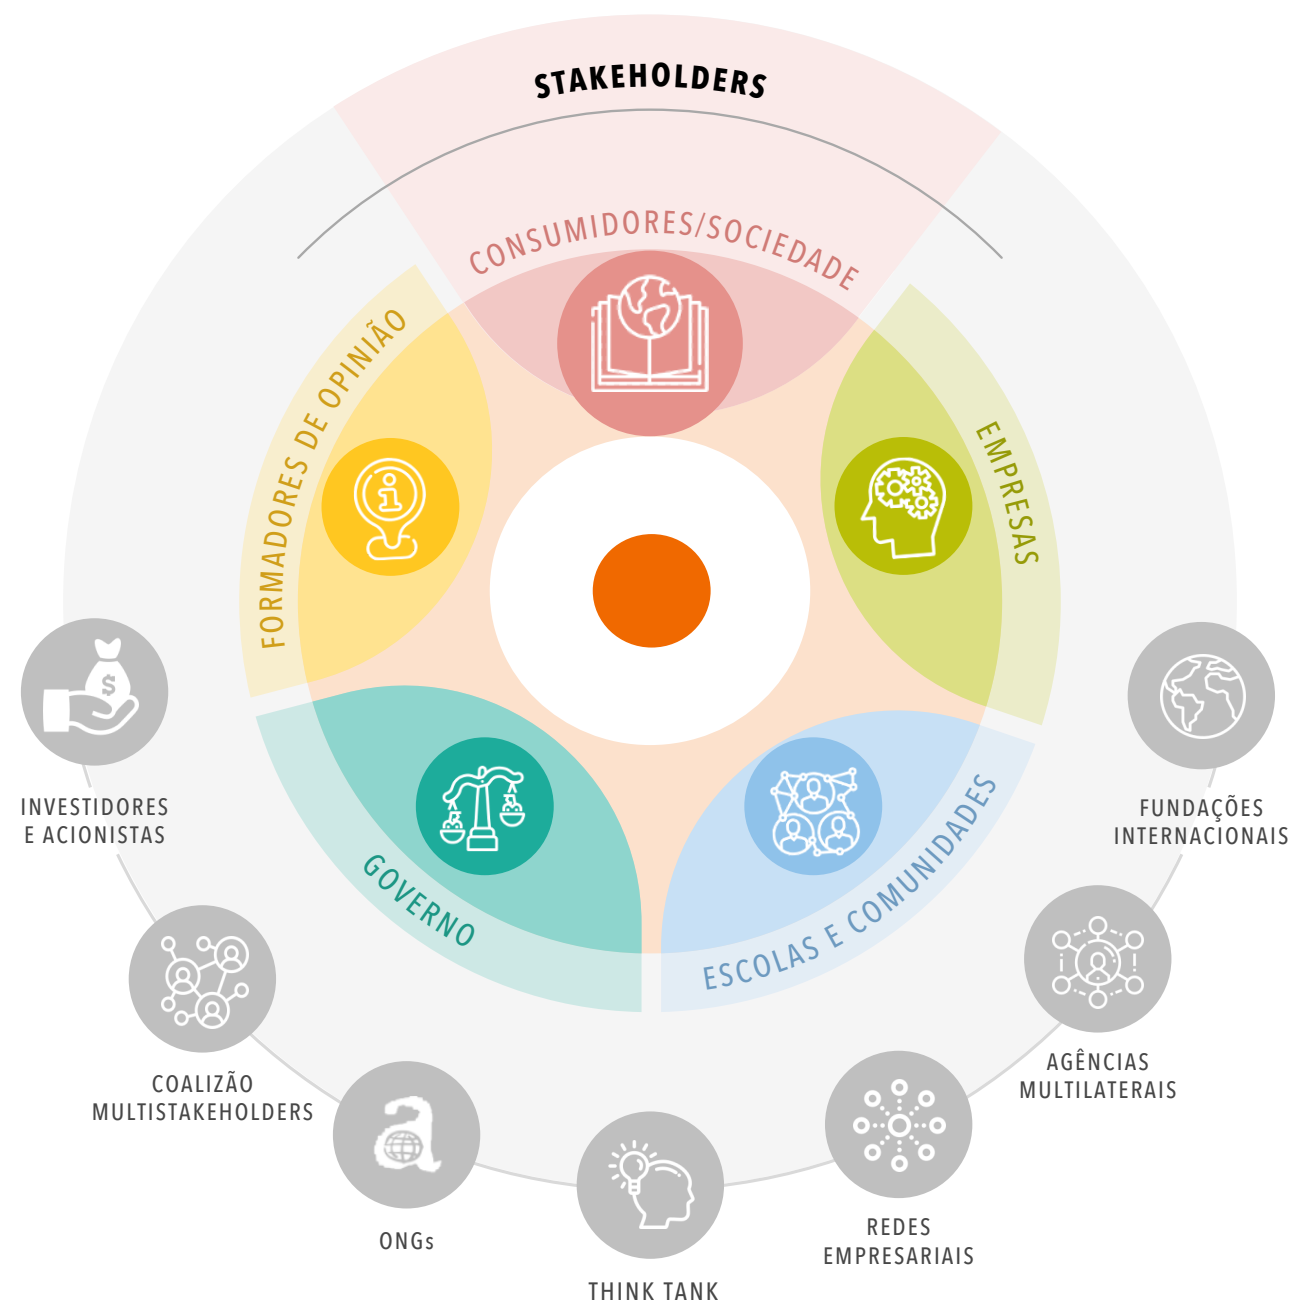 STAKEHOLDERS
CONSUMIDORES/SOCIEDADE
FORMADORES DE OPINIÃO
EMPRESAS
GOVERNO
ESCOLAS E COMUNIDADES
INVESTIDORES
E ACIONISTAS
FUNDAÇÕES
INTERNACIONAIS
COALIZÃO
MULTISTAKEHOLDERS
AGÊNCIAS
MULTILATERAIS
ONGs
REDES
EMPRESARIAIS
THINK TANK